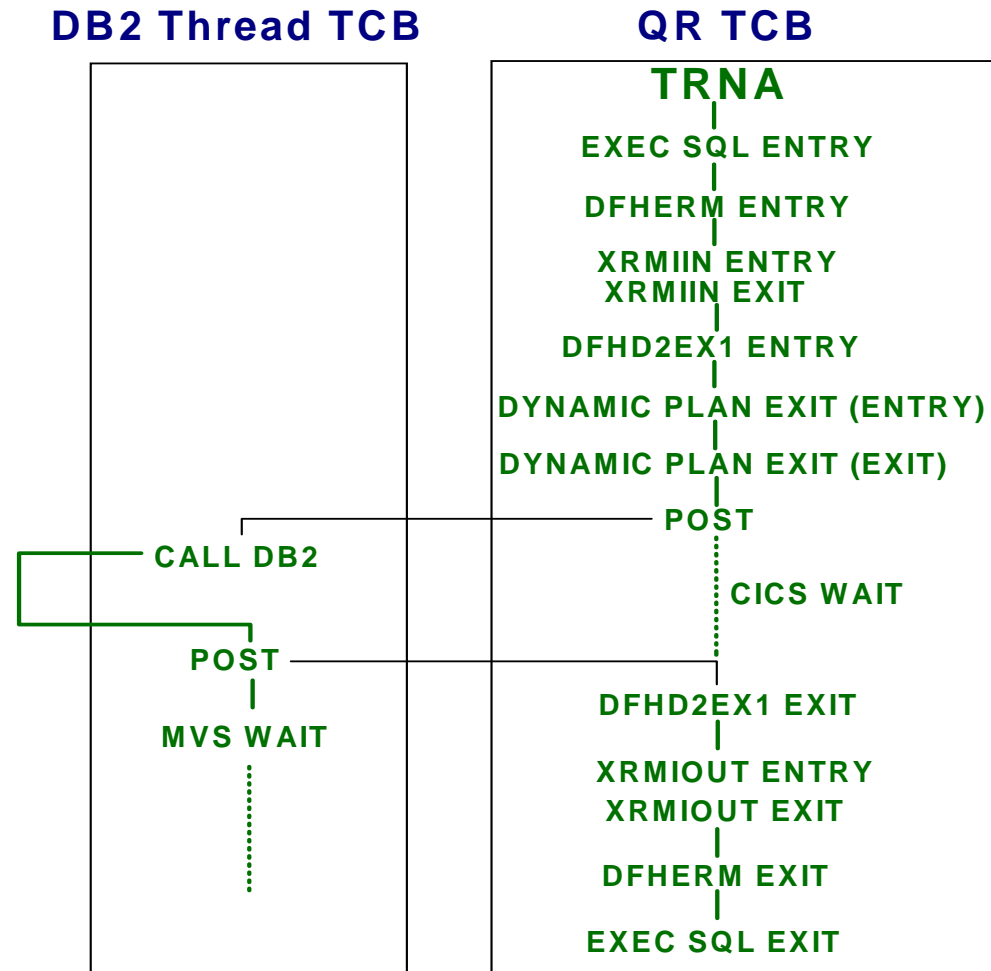 DB2 Thread TCB
QR TCB
TRNA
EXEC SQL ENTRY
DFHERM ENTRY
XRMIIN ENTRY
XRMIIN EXIT
DFHD2EX1 ENTRY
DYNAMIC PLAN EXIT (ENTRY)
DYNAMIC PLAN EXIT (EXIT)
POST
CALL DB2
CICS WAIT
POST
MVS WAIT
DFHD2EX1 EXIT
XRMIOUT ENTRY
XRMIOUT EXIT
DFHERM EXIT
EXEC SQL EXIT